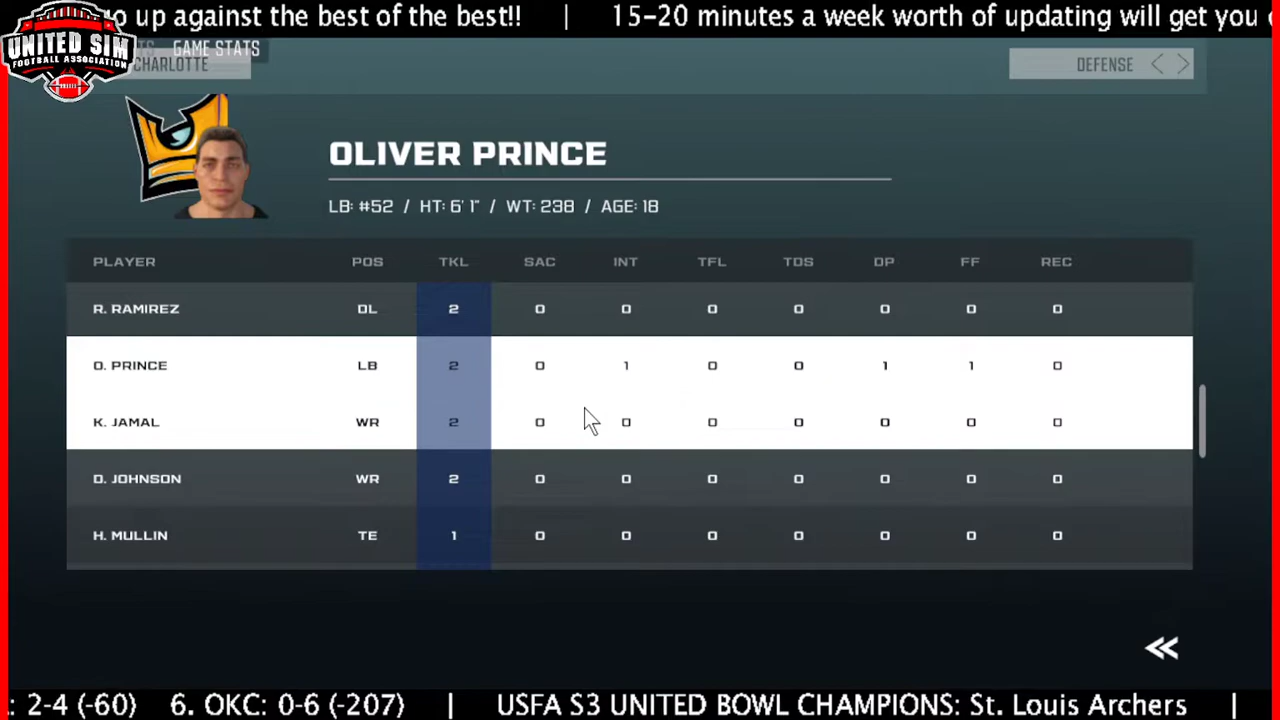 go up against the best of the best!! | 15-20 minutes a week worth of updating will get you
UNITED SIM
FOOTBALL ASSOCIATION
GAME STATS
CHARLOTTE
DEFENSE
OLIVER PRINCE
LB: #52 / HT: 6' 1" / WT: 238 / AGE: 18
PLAYER POS TKL SAC INT TFL TDS DP FF REC
R. RAMIREZ DL 2 0 0 0 0 0 0 0
O. PRINCE LB 2 0 1 0 0 1 1 0
K. JAMAL WR 2 0 0 0 0 0 0 0
D. JOHNSON WR 2 0 0 0 0 0 0 0
H. MULLIN TE 1 0 0 0 0 0 0 0
: 2-4 (-60) 6. OKC: 0-6 (-207) | USFA S3 UNITED BOWL CHAMPIONS: St. Louis Archers |